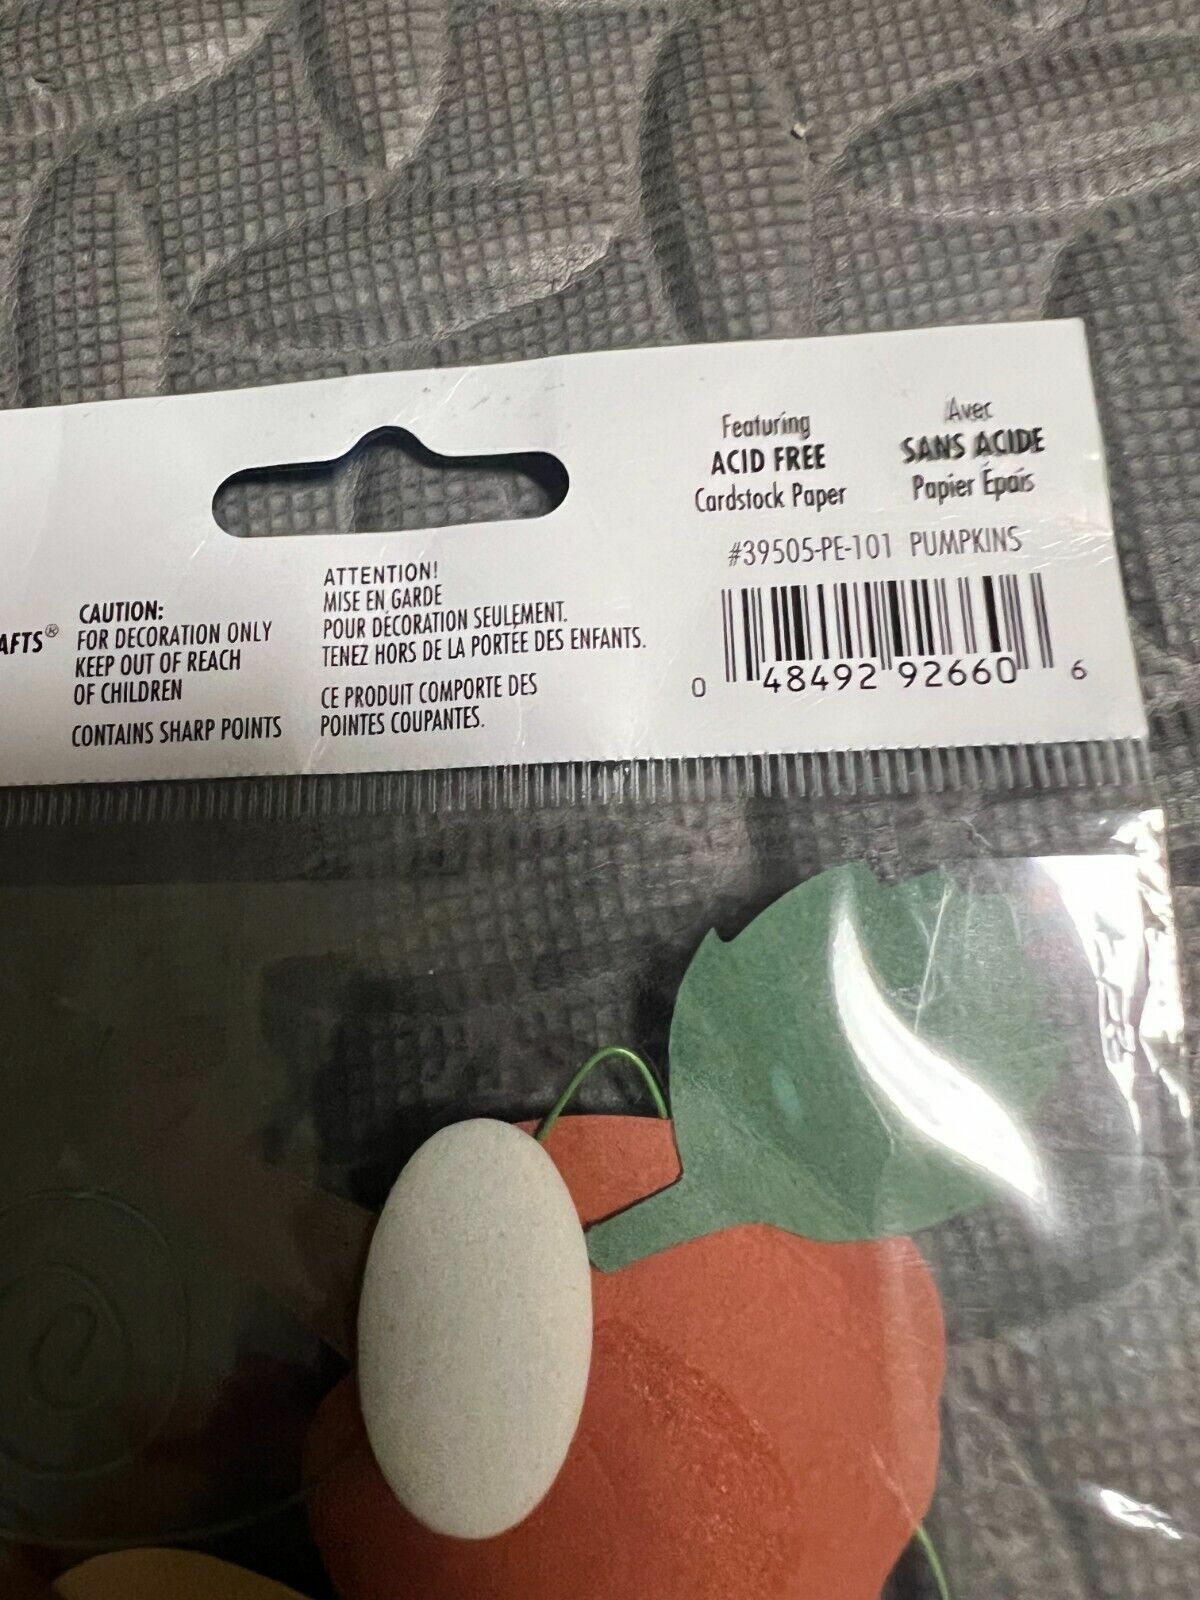 Featuring
ACID FREE
Cardstock Paper
Avec
SANS ACIDE
Papier Épais
#39505-PE-101 PUMPKINS
0 48492 92660 6
AFTS®
CAUTION:
FOR DECORATION ONLY
KEEP OUT OF REACH
OF CHILDREN
CONTAINS SHARP POINTS
ATTENTION!
MISE EN GARDE
POUR DÉCORATION SEULEMENT.
TENEZ HORS DE LA PORTÉE DES ENFANTS.
CE PRODUIT COMPORTE DES
POINTES COUPANTES.